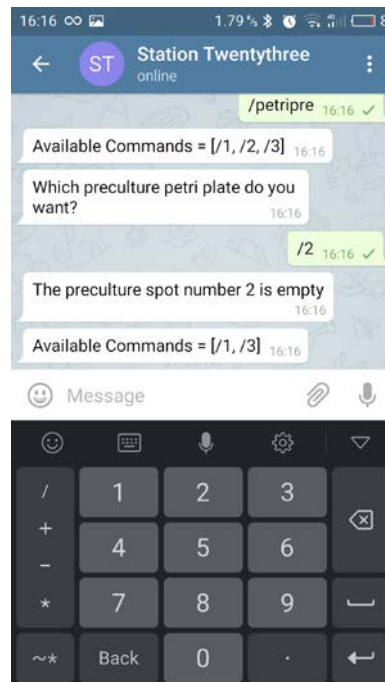 16:16 1.79 % 8
ST Station Twentythree
online
/petripre 16:16
Available Commands = [/1, /2, /3] 16:16
Which preculture petri plate do you
want? 16:16
/2 16:16
The preculture spot number 2 is empty
16:16
Available Commands = [/1, /3] 16:16
Message
/ 1 2 3
+ 4 5 6
−
* 7 8 9
~* Back 0 .